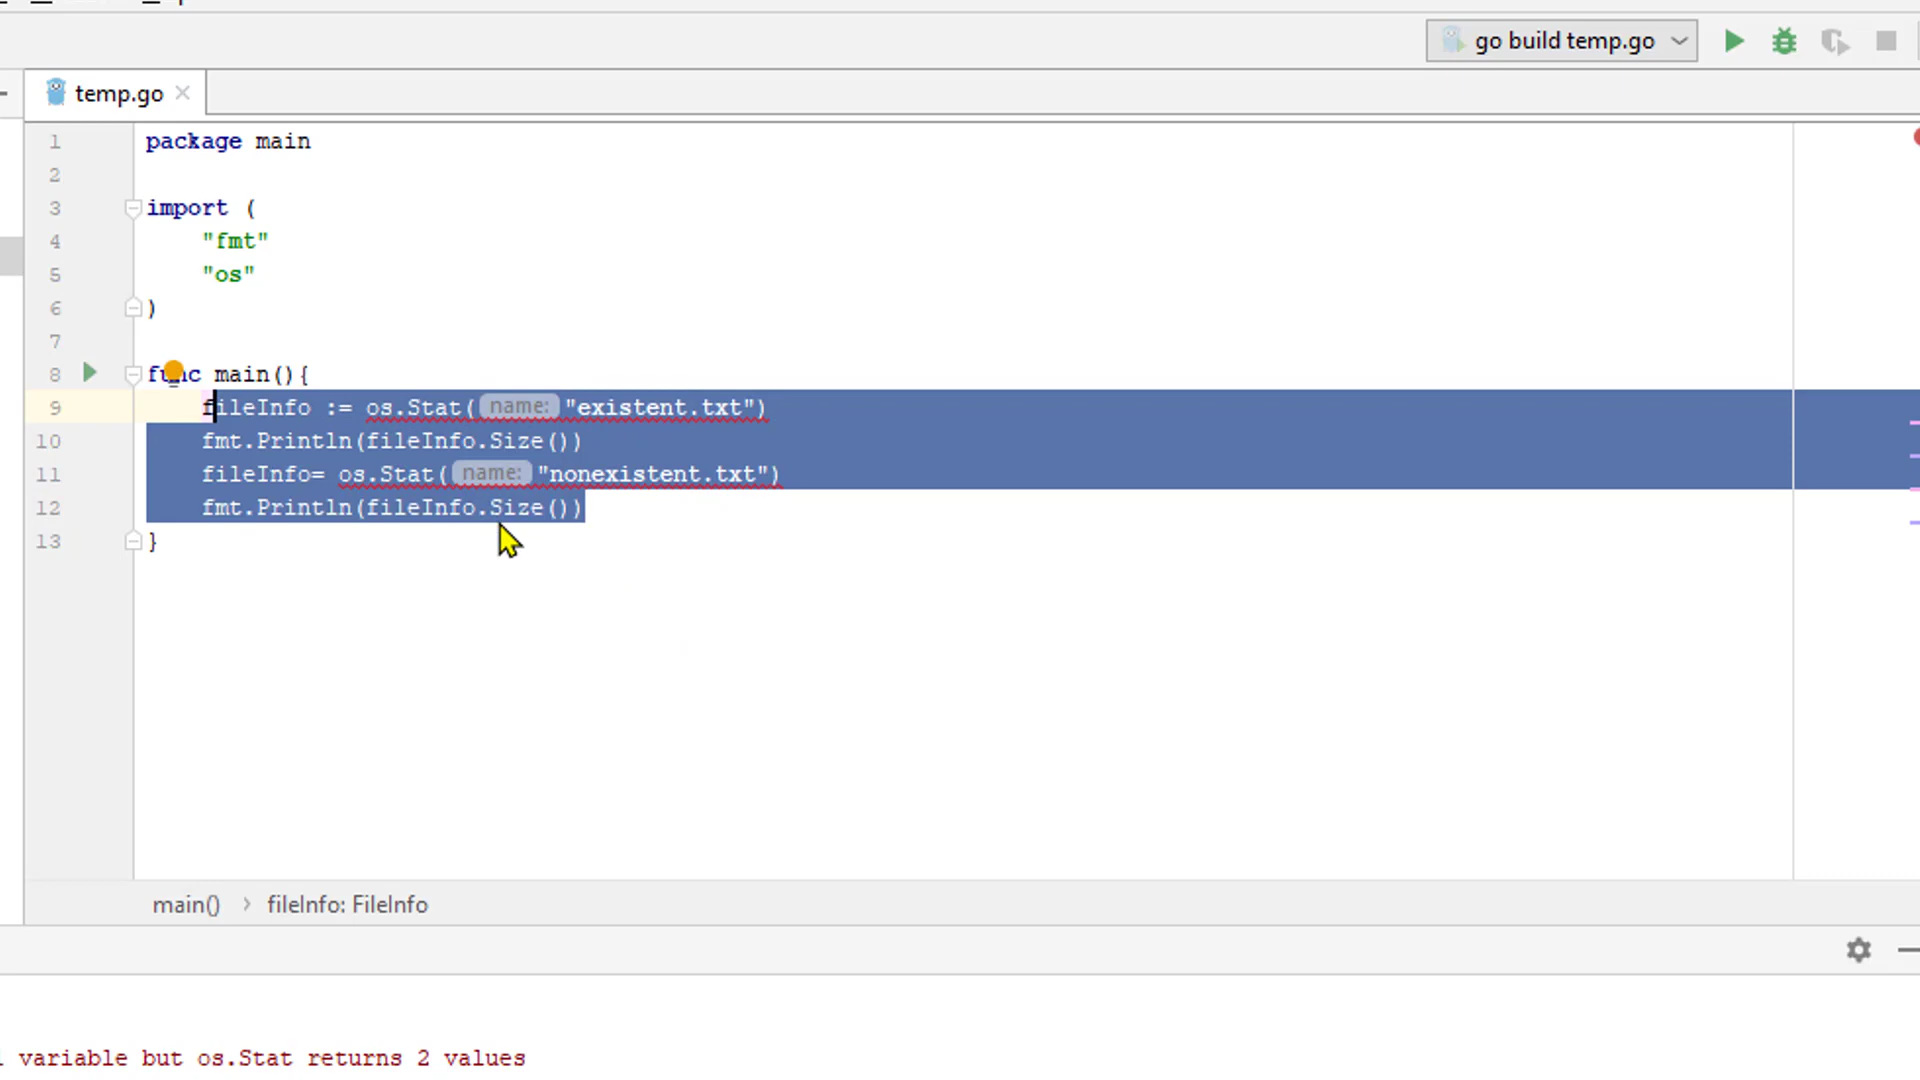 go build temp.go
temp.go
1 package main
2
3 import (
4 "fmt"
5 "os"
6 )
7
8 func main(){
9 fileInfo := os.Stat( name: "existent.txt")
10 fmt.Println(fileInfo.Size())
11 fileInfo= os.Stat( name: "nonexistent.txt")
12 fmt.Println(fileInfo.Size())
13 }
main() › fileInfo: FileInfo
variable but os.Stat returns 2 values